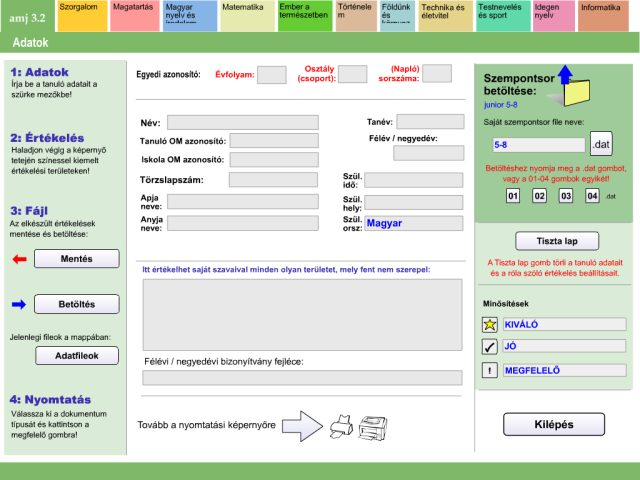 amj 3.2
Szorgalom
Magatartás
Magyar
nyelv és
irodalom
Matematika
Ember a
természetben
Történele
m
Földünk
és
Technika és
életvitel
Testnevelés
és sport
Idegen
nyelv
Informatika
Adatok
1: Adatok
Írja be a tanuló adatait a
szürke mezőkbe!
2: Értékelés
Haladjon végig a képernyő
tetején színessel kiemelt
értékelési területeken!
3: Fájl
Az elkészült értékelések
mentése és betöltése:
Mentés
Betöltés
Jelenlegi fileok a mappában:
Adatfileok
4: Nyomtatás
Válassza ki a dokumentum
típusát és kattintson a
megfelelő gombra!
Egyedi azonosító:
Évfolyam:
Osztály
(csoport):
(Napló)
sorszáma:
Név:
Tanév:
Tanuló OM azonosító:
Félév / negyedév:
Iskola OM azonosító:
Törzslapszám:
Szül.
idő:
Apja
neve:
Szül.
hely:
Anyja
neve:
Szül.
orsz:
Magyar
Itt értékelhet saját szavaival minden olyan területet, mely fent nem szerepel:
Félévi / negyedévi bizonyítvány fejléce:
Tovább a nyomtatási képernyőre
Szempontsor
betöltése:
junior 5-8
Saját szempontsor file neve:
5-8
.dat
Betöltéshez nyomja meg a .dat gombot,
vagy a 01-04 gombok egyikét!
01
02
03
04
.dat
Tiszta lap
A Tiszta lap gomb törli a tanuló adatait
és a róla szóló értékelés beállításait.
Minősítések
KIVÁLÓ
JÓ
!
MEGFELELŐ
Kilépés